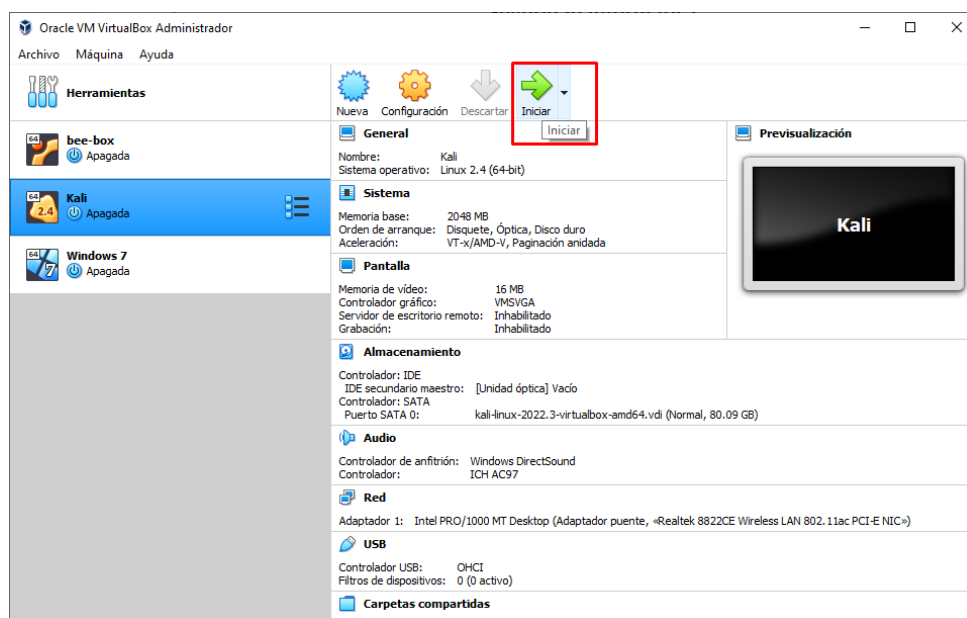 Oracle VM VirtualBox Administrador
Archivo Máquina Ayuda
Herramientas
64
bee-box
Apagada
64
2.4
Kali
Apagada
64
7
Windows 7
Apagada
Nueva Configuración Descartar Iniciar
Iniciar
General
Nombre: Kali
Sistema operativo: Linux 2.4 (64-bit)
Previsualización
Kali
Sistema
Memoria base: 2048 MB
Orden de arranque: Disquete, Óptica, Disco duro
Aceleración: VT-x/AMD-V, Paginación anidada
Pantalla
Memoria de vídeo: 16 MB
Controlador gráfico: VMSVGA
Servidor de escritorio remoto: Inhabilitado
Grabación: Inhabilitado
Almacenamiento
Controlador: IDE
IDE secundario maestro: [Unidad óptica] Vacío
Controlador: SATA
Puerto SATA 0: kali-linux-2022.3-virtualbox-amd64.vdi (Normal, 80.09 GB)
Audio
Controlador de anfitrión: Windows DirectSound
Controlador: ICH AC97
Red
Adaptador 1: Intel PRO/1000 MT Desktop (Adaptador puente, «Realtek 8822CE Wireless LAN 802.11ac PCI-E NIC»)
USB
Controlador USB: OHCI
Filtros de dispositivos: 0 (0 activo)
Carpetas compartidas